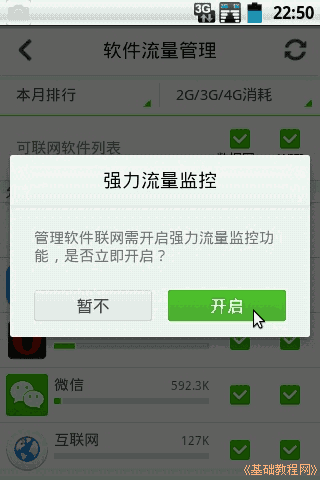 3G
22:50
软件流量管理
本月排行
2G/3G/4G消耗
可联网软件列表
强力流量监控
管理软件联网需开启强力流量监控功
能，是否立即开启？
暂不
开启
微信
592.3K
互联网
127K
《基础教程网》